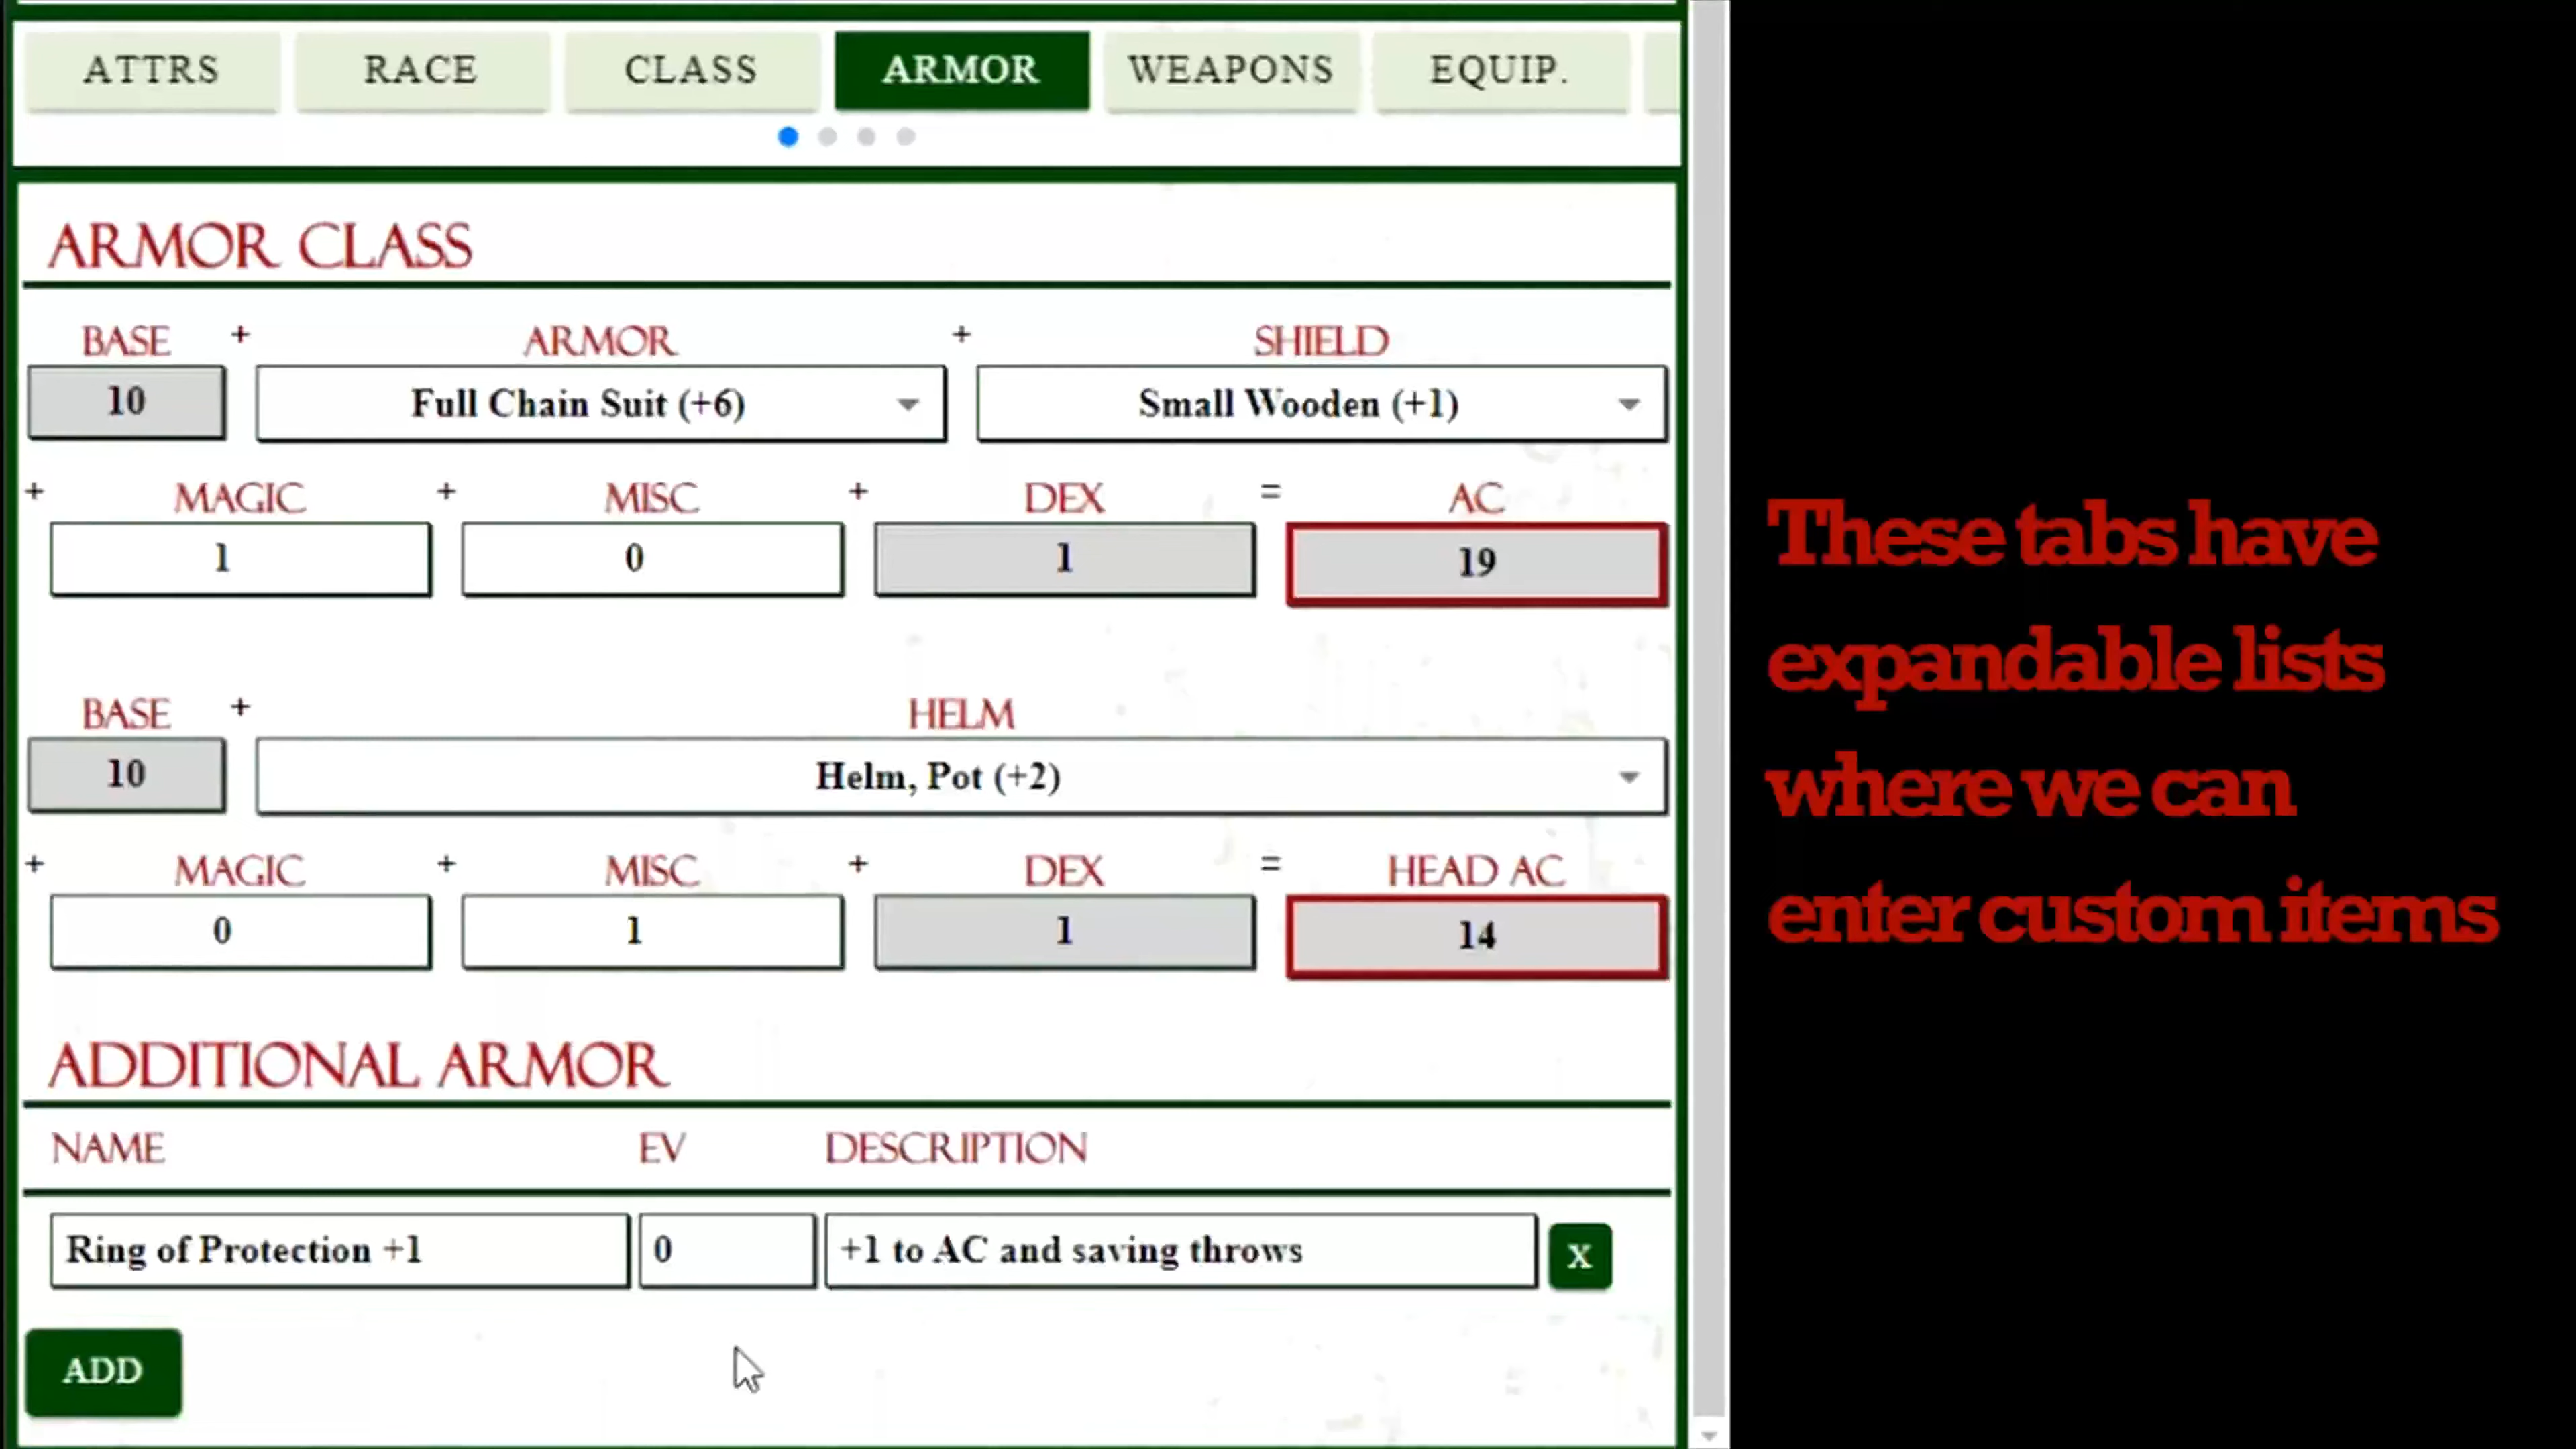 ATTRS RACE CLASS ARMOR WEAPONS EQUIP.
ARMOR CLASS
BASE + ARMOR + SHIELD
10 Full Chain Suit (+6) Small Wooden (+1)
+ MAGIC + MISC + DEX = AC
1 0 1 19
BASE + HELM
10 Helm, Pot (+2)
+ MAGIC + MISC + DEX = HEAD AC
0 1 1 14
ADDITIONAL ARMOR
NAME EV DESCRIPTION
Ring of Protection +1 0 +1 to AC and saving throws X
ADD
These tabs have
expandable lists
where we can
enter custom items